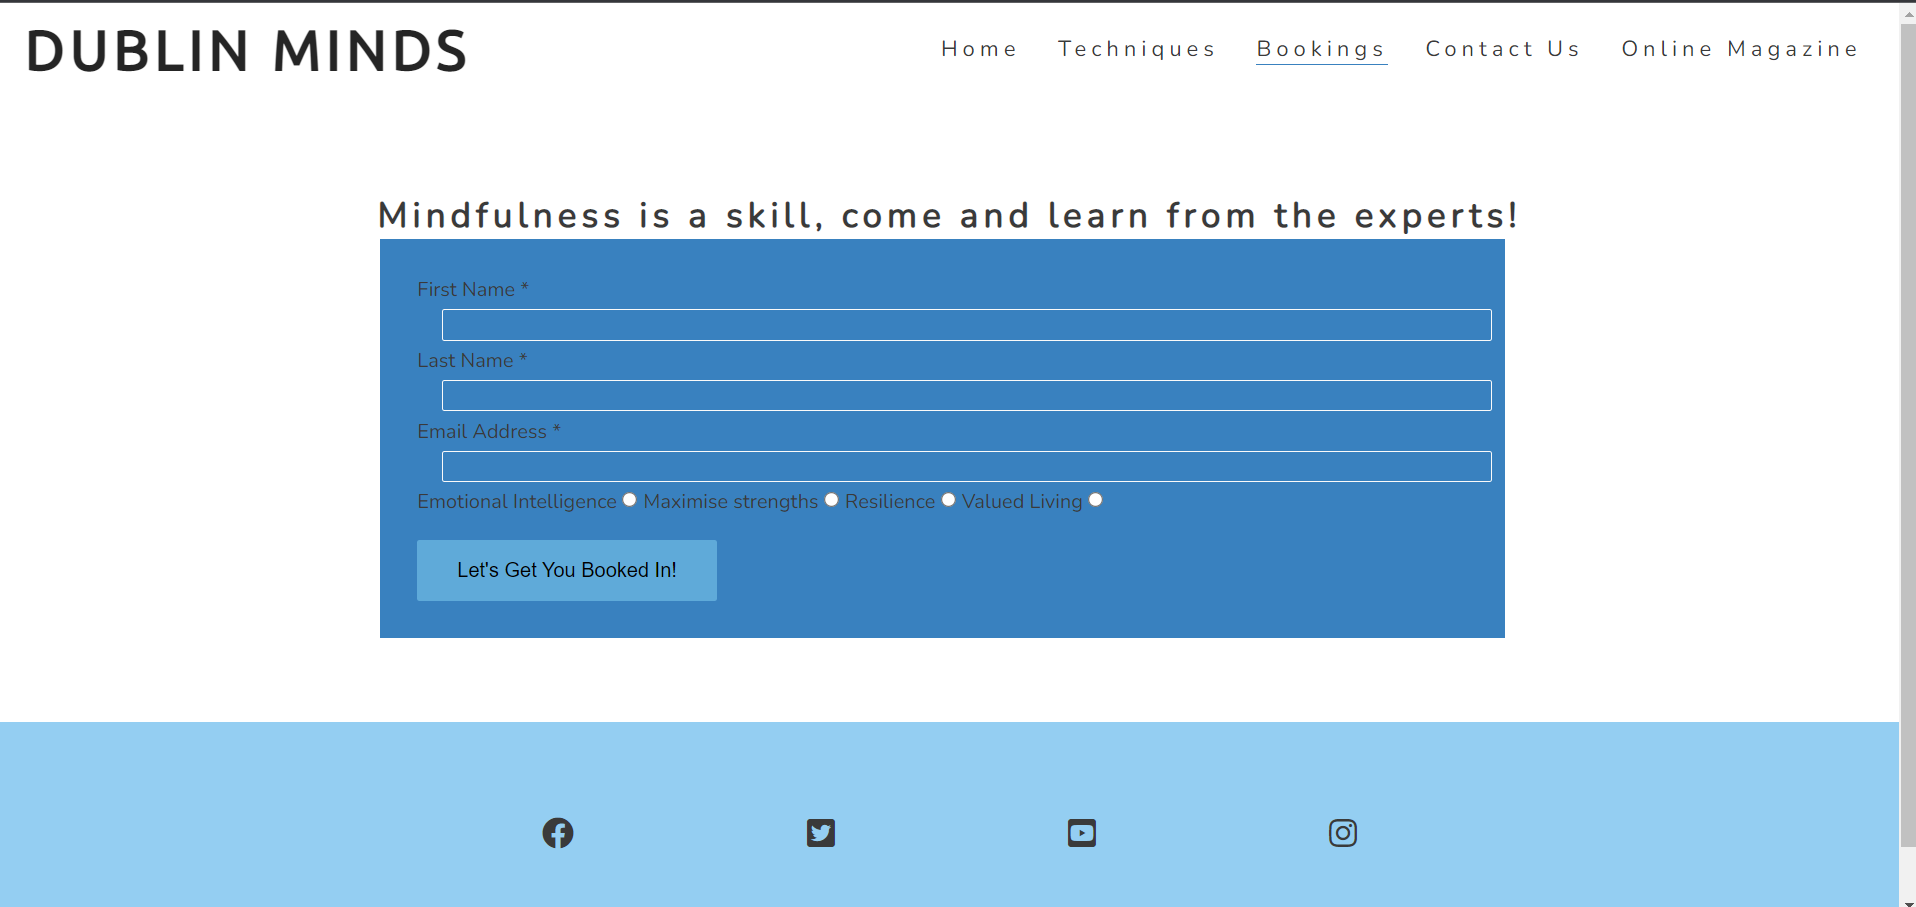 DUBLIN MINDS
Home Techniques Bookings Contact Us Online Magazine
Mindfulness is a skill, come and learn from the experts!
First Name *
Last Name *
Email Address *
Emotional Intelligence Maximise strengths Resilience Valued Living
Let's Get You Booked In!